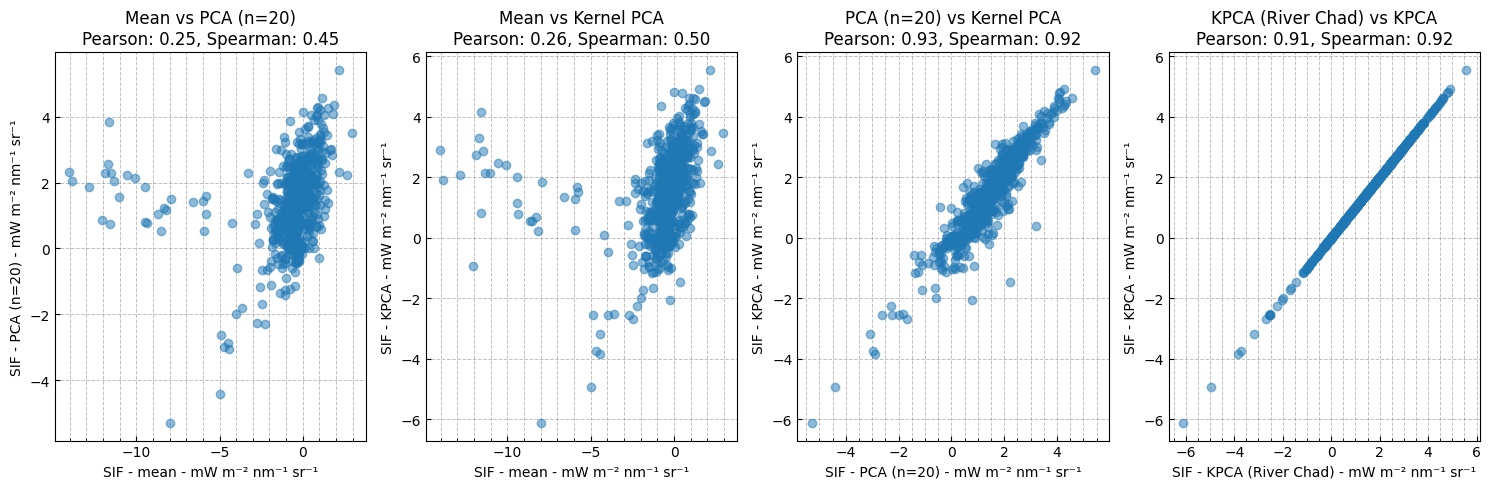 Mean vs PCA (n=20)
Pearson: 0.25, Spearman: 0.45
4
2
0
−2
−4
−10
−5
0
SIF - PCA (n=20) - mW m⁻² nm⁻¹ sr⁻¹
SIF - mean - mW m⁻² nm⁻¹ sr⁻¹
Mean vs Kernel PCA
Pearson: 0.26, Spearman: 0.50
6
4
2
0
−2
−4
−6
−10
−5
0
SIF - KPCA - mW m⁻² nm⁻¹ sr⁻¹
SIF - mean - mW m⁻² nm⁻¹ sr⁻¹
PCA (n=20) vs Kernel PCA
Pearson: 0.93, Spearman: 0.92
6
4
2
0
−2
−4
−6
−4
−2
0
2
4
SIF - KPCA - mW m⁻² nm⁻¹ sr⁻¹
SIF - PCA (n=20) - mW m⁻² nm⁻¹ sr⁻¹
KPCA (River Chad) vs KPCA
Pearson: 0.91, Spearman: 0.92
6
4
2
0
−2
−4
−6
−6
−4
−2
0
2
4
6
SIF - KPCA - mW m⁻² nm⁻¹ sr⁻¹
SIF - KPCA (River Chad) - mW m⁻² nm⁻¹ sr⁻¹